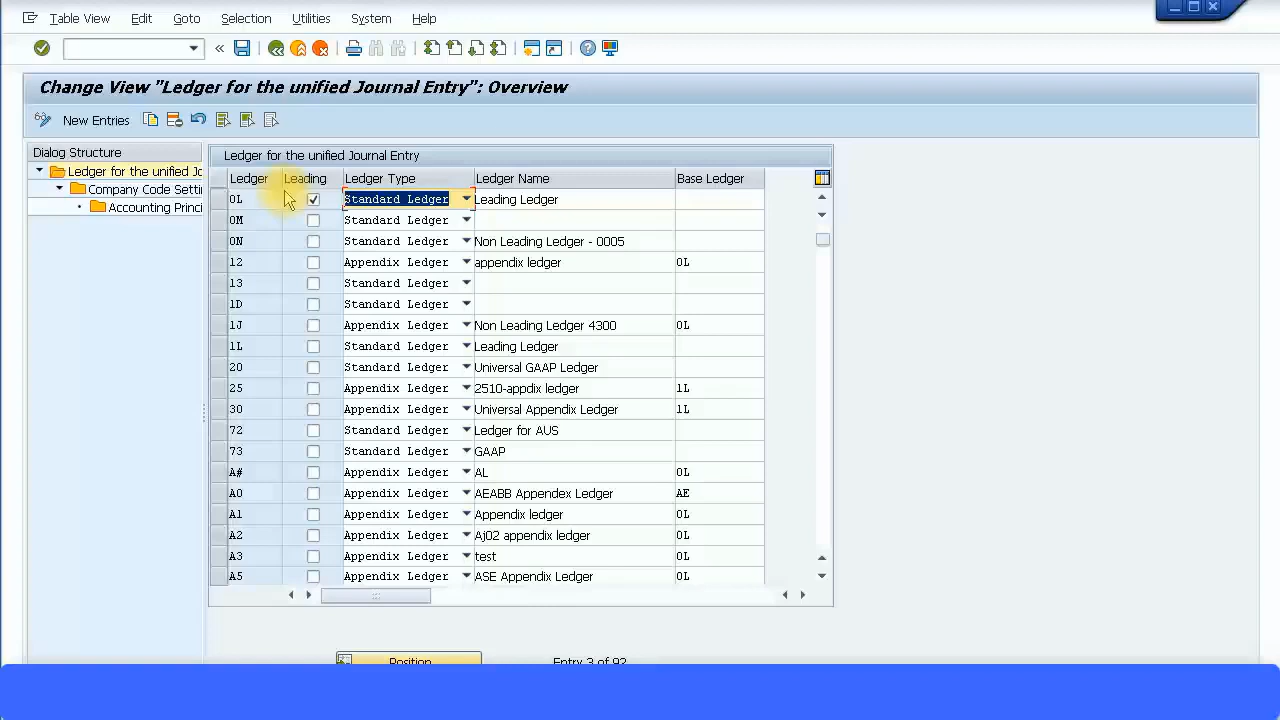 Table View Edit Goto Selection Utilities System Help
Change View "Ledger for the unified Journal Entry": Overview
New Entries
Dialog Structure
Ledger for the unified Jo
Company Code Setti
Accounting Princi
Ledger for the unified Journal Entry
Ledger Leading Ledger Type Ledger Name Base Ledger
0L Standard Ledger Leading Ledger
0M Standard Ledger
0N Standard Ledger Non Leading Ledger - 0005
12 Appendix Ledger appendix ledger 0L
13 Standard Ledger
1D Standard Ledger
1J Appendix Ledger Non Leading Ledger 4300 0L
1L Standard Ledger Leading Ledger
20 Standard Ledger Universal GAAP Ledger
25 Appendix Ledger 2510-appdix ledger 1L
30 Appendix Ledger Universal Appendix Ledger 1L
72 Standard Ledger Ledger for AUS
73 Standard Ledger GAAP
A# Appendix Ledger AL 0L
A0 Appendix Ledger AEABB Appendex Ledger AE
A1 Appendix Ledger Appendix ledger 0L
A2 Appendix Ledger Aj02 appendix ledger 0L
A3 Appendix Ledger test 0L
A5 Appendix Ledger ASE Appendix Ledger 0L
Position Entry 3 of 92